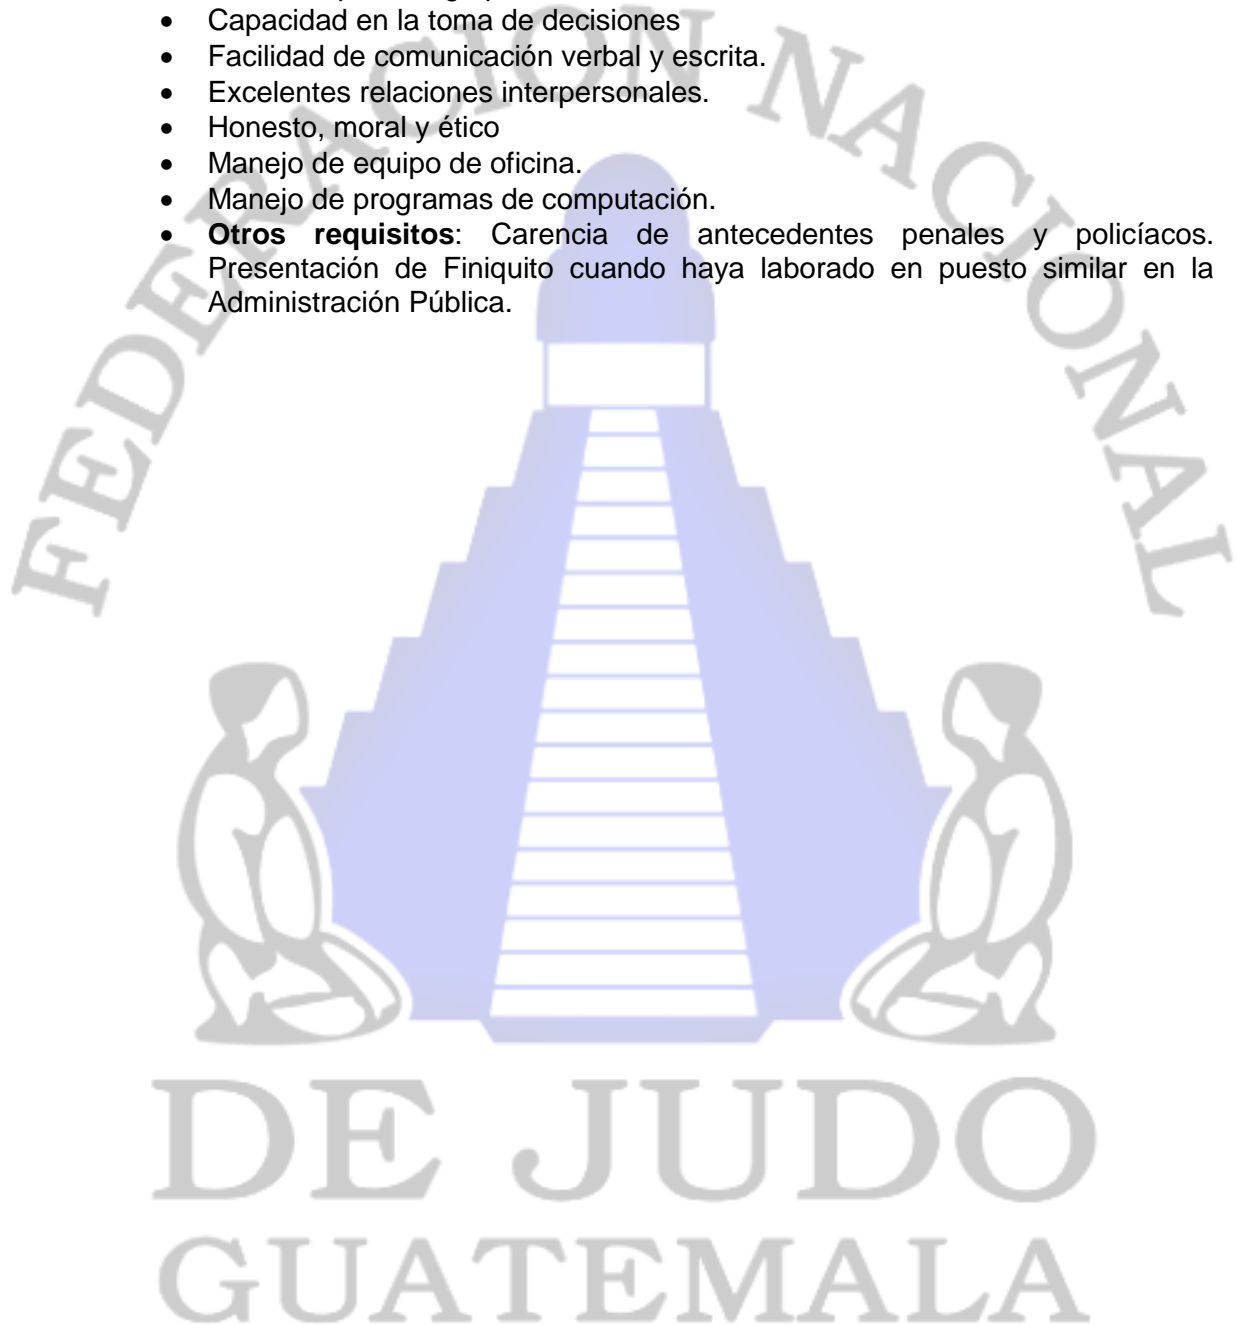 • Capacidad en la toma de decisiones
• Facilidad de comunicación verbal y escrita.
• Excelentes relaciones interpersonales.
• Honesto, moral y ético
• Manejo de equipo de oficina.
• Manejo de programas de computación.
• Otros requisitos: Carencia de antecedentes penales y policíacos.
Presentación de Finiquito cuando haya laborado en puesto similar en la
Administración Pública.
FEDERACION NACIONAL
DE JUDO
GUATEMALA